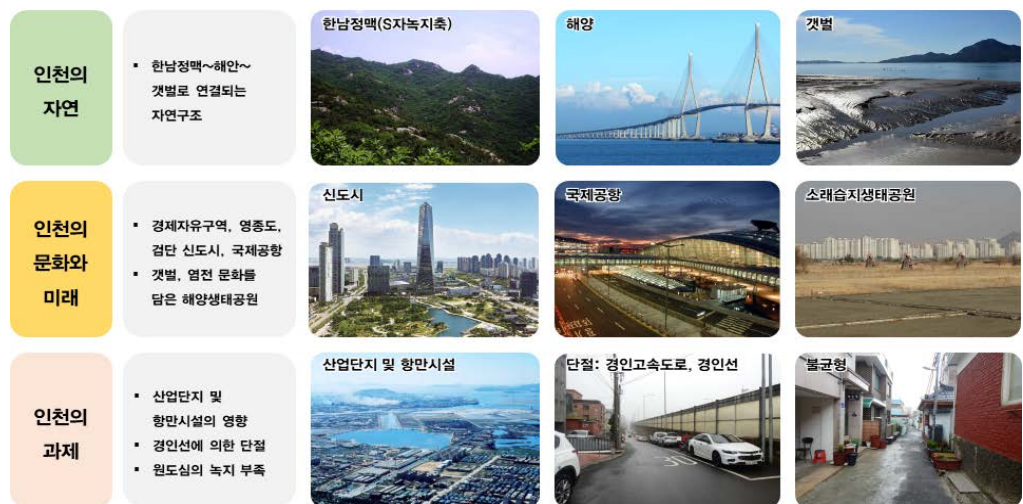 인천의
자연
▪ 한남정맥~해안~
갯벌로 연결되는
자연구조
한남정맥(S자녹지축)
해양
갯벌
인천의
문화와
미래
▪ 경제자유구역, 영종도,
검단 신도시, 국제공항
▪ 갯벌, 염전 문화를
담은 해양생태공원
신도시
국제공항
소래습지생태공원
인천의
과제
▪ 산업단지 및
항만시설의 영향
▪ 경인선에 의한 단절
▪ 원도심의 녹지 부족
산업단지 및 항만시설
단절: 경인고속도로, 경인선
불균형
30